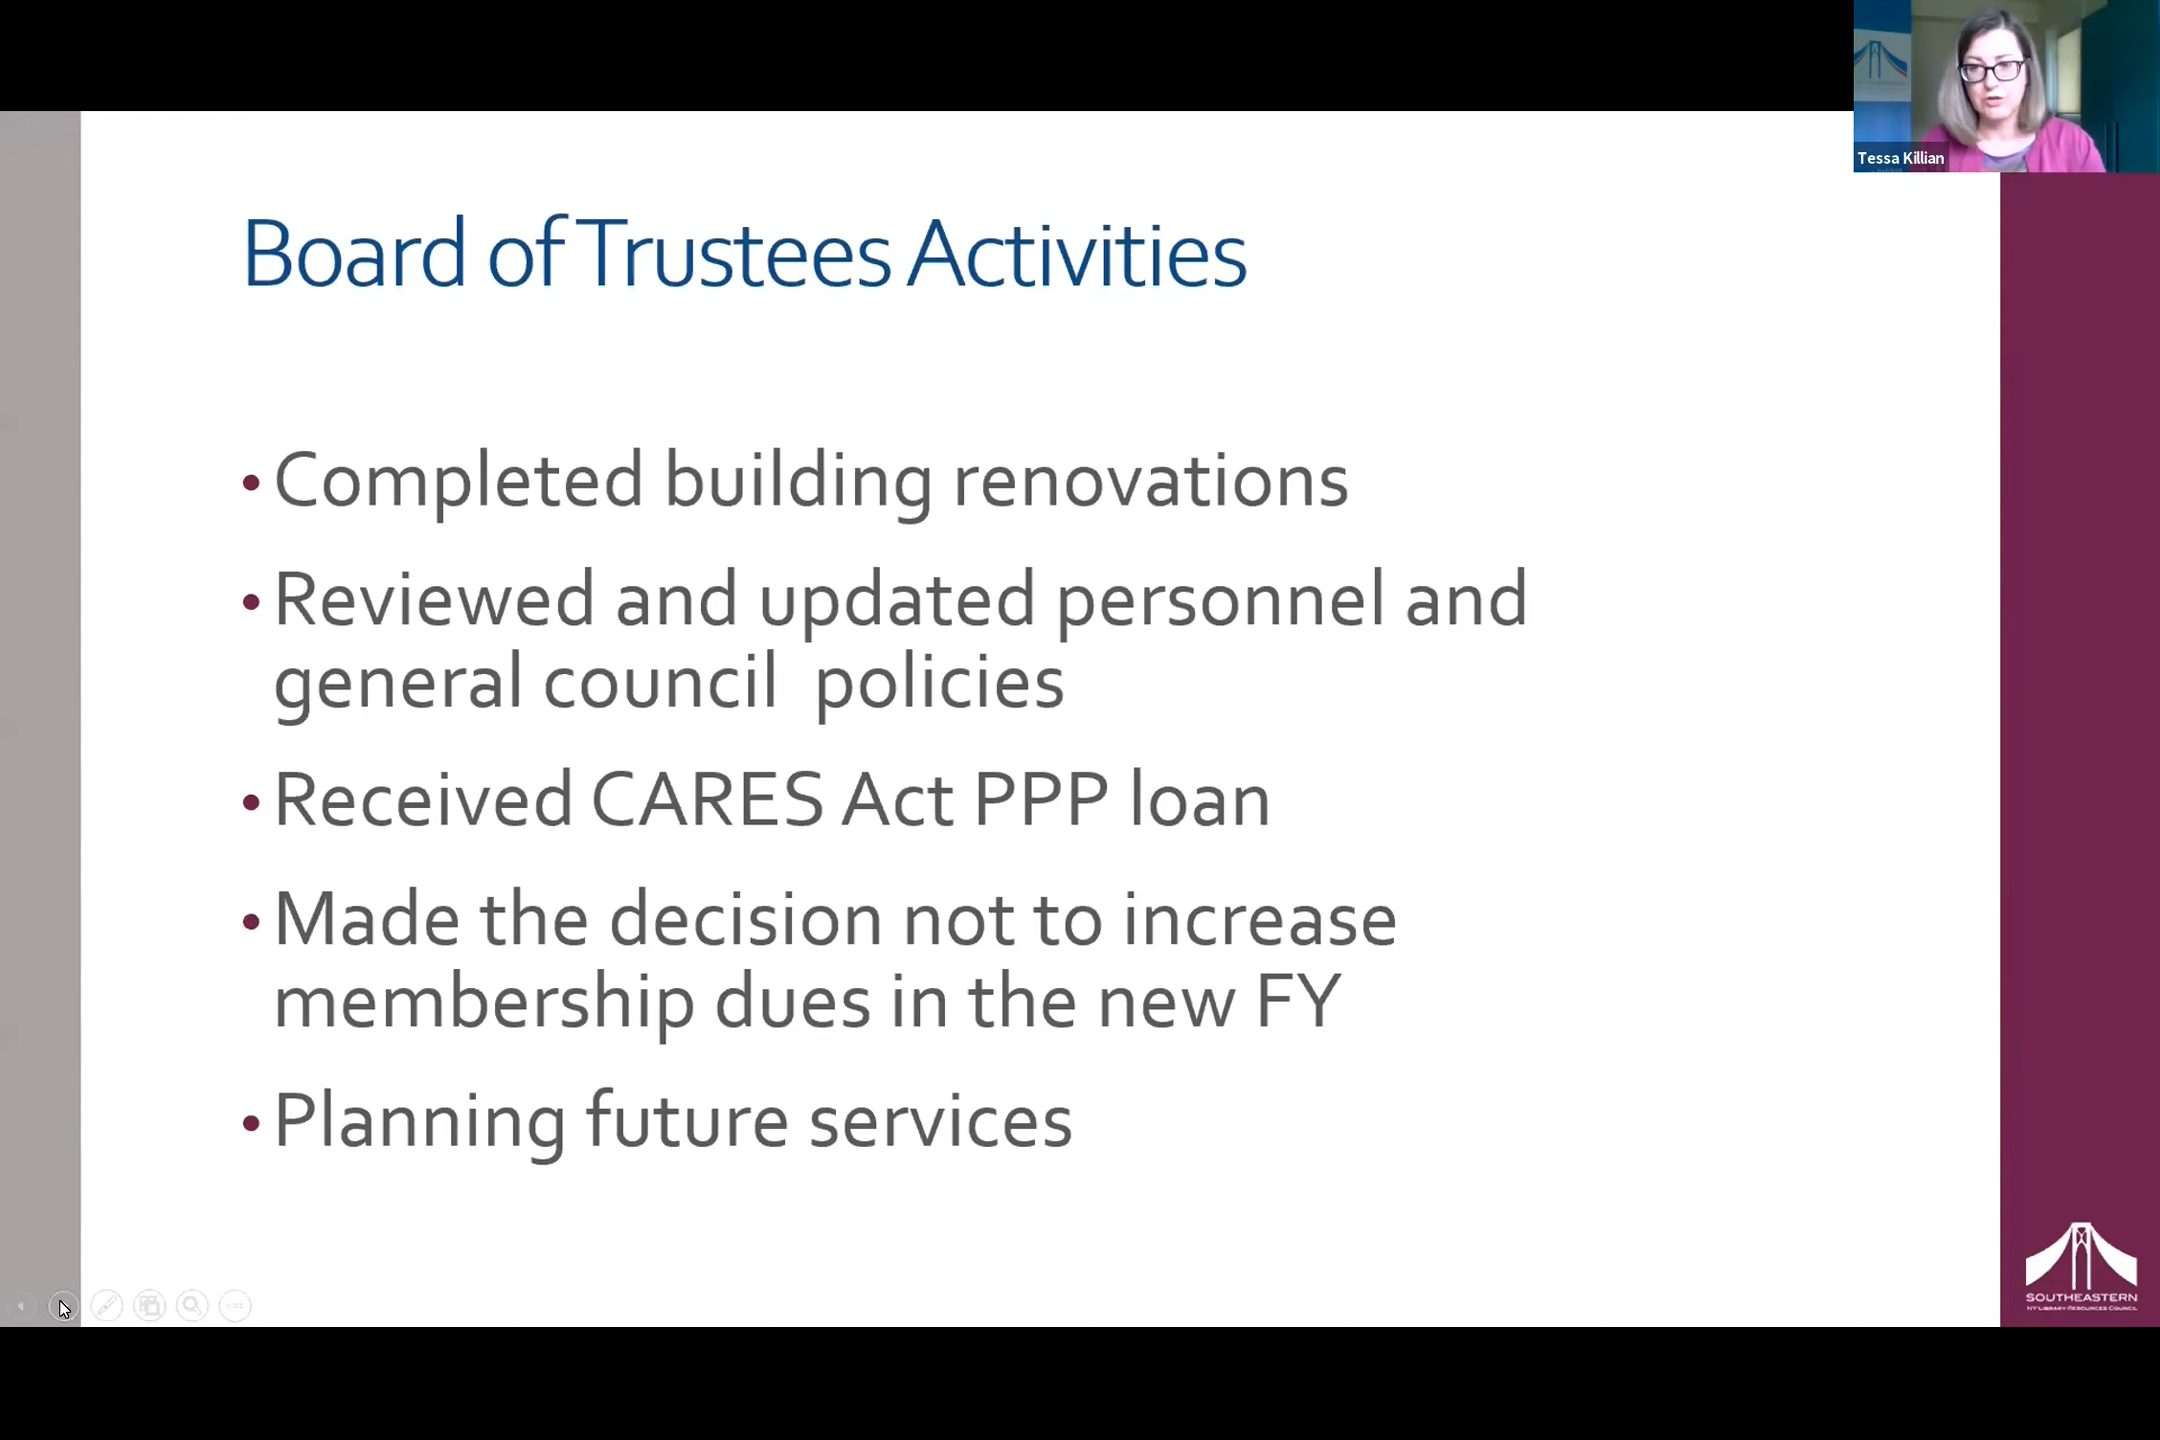 Tessa Killian
Board of Trustees Activities
• Completed building renovations
• Reviewed and updated personnel and
general council  policies
• Received CARES Act PPP loan
• Made the decision not to increase
membership dues in the new FY
• Planning future services
SOUTHEASTERN
NY LIBRARY RESOURCES COUNCIL